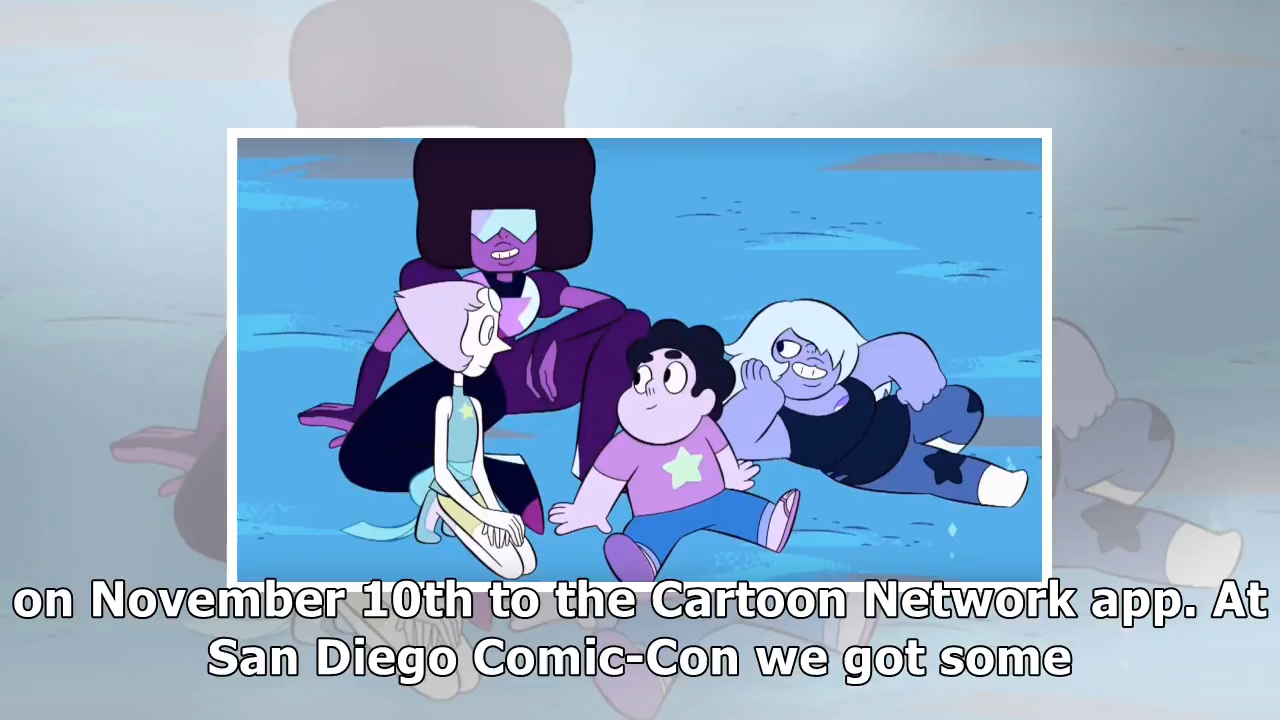 on November 10th to the Cartoon Network app. At
San Diego Comic-Con we got some